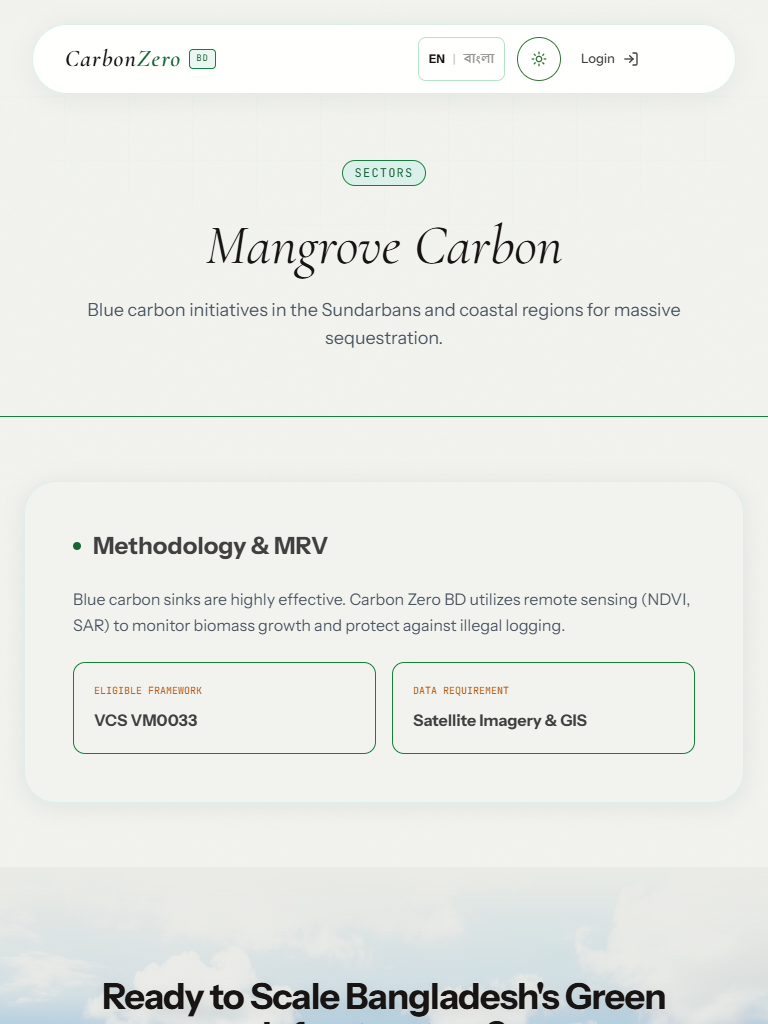 CarbonZero BD
EN | বাংলা
Login
SECTORS
Mangrove Carbon
Blue carbon initiatives in the Sundarbans and coastal regions for massive
sequestration.
Methodology & MRV
Blue carbon sinks are highly effective. Carbon Zero BD utilizes remote sensing (NDVI,
SAR) to monitor biomass growth and protect against illegal logging.
ELIGIBLE FRAMEWORK
VCS VM0033
DATA REQUIREMENT
Satellite Imagery & GIS
Ready to Scale Bangladesh's Green